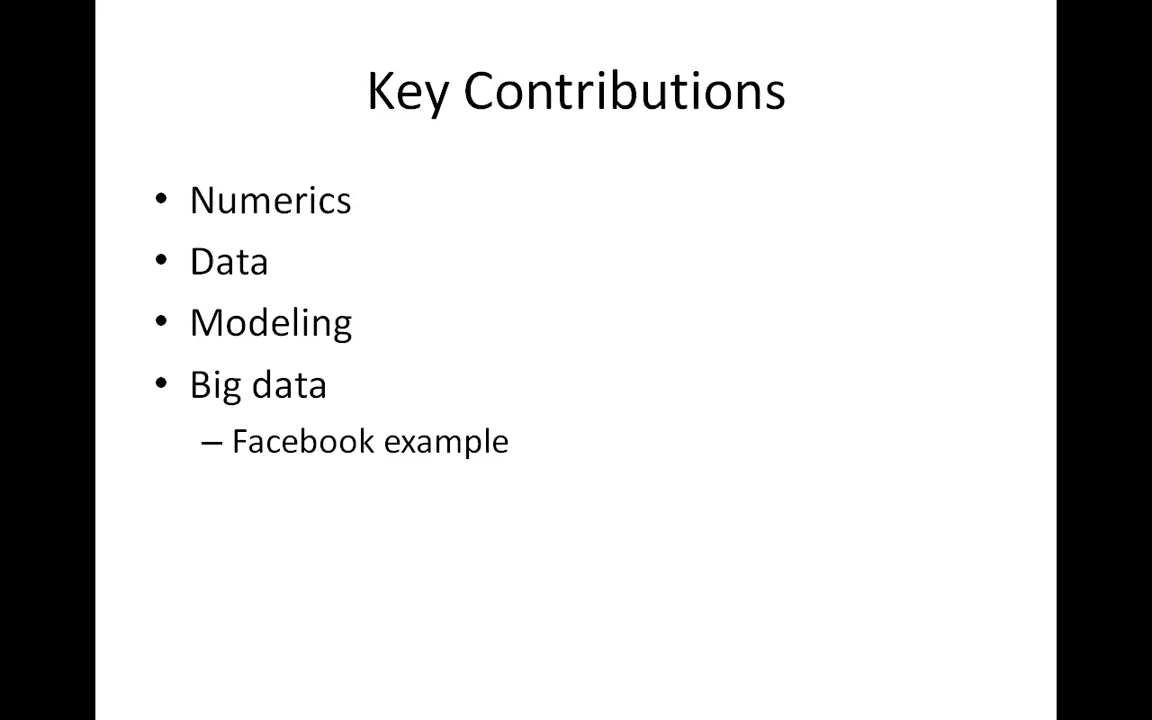 Key Contributions
• Numerics
• Data
• Modeling
• Big data
– Facebook example